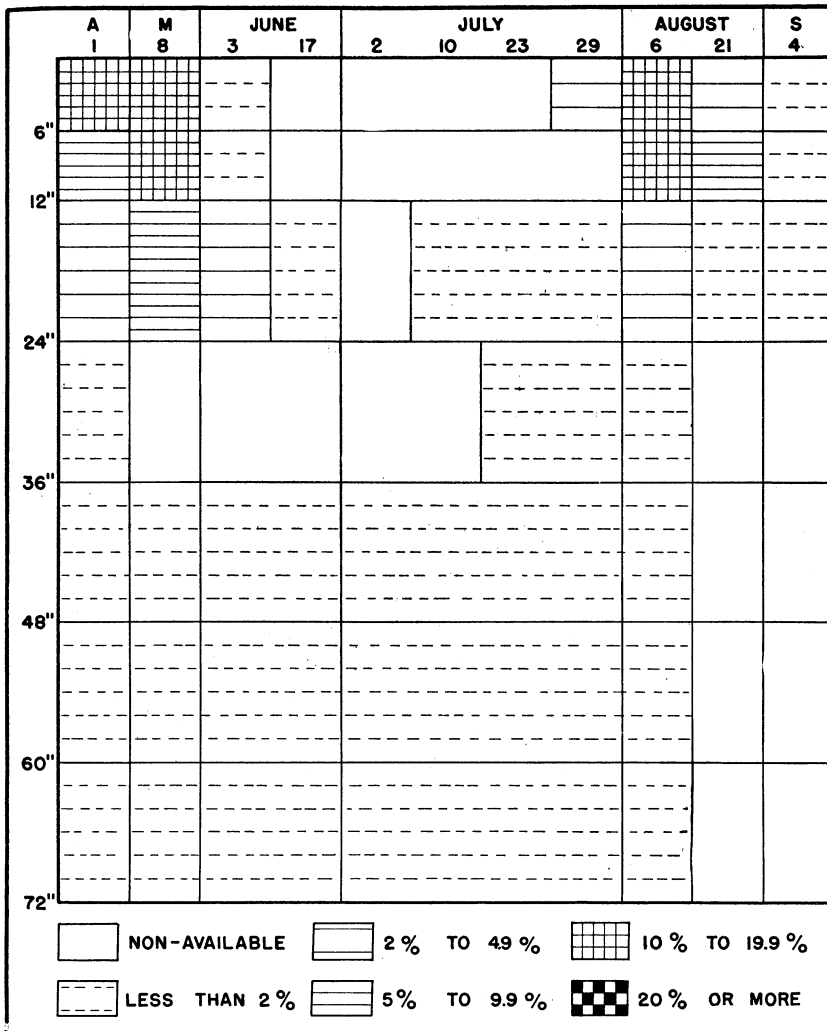 A M JUNE JULY AUGUST S
1 8 3 17 2 10 23 29 6 21 4
6"
12"
24"
36"
48"
60"
72"
NON-AVAILABLE 2% TO 4.9% 10% TO 19.9%
LESS THAN 2% 5% TO 9.9% 20% OR MORE